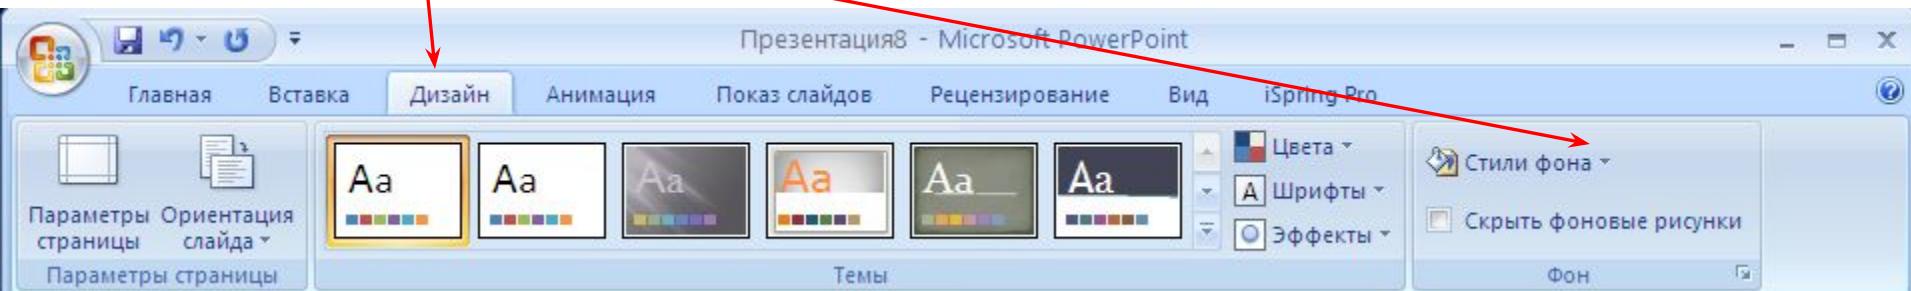 Презентация8 - Microsoft PowerPoint
Главная Вставка Дизайн Анимация Показ слайдов Рецензирование Вид iSpring Pro
Параметры страницы
Ориентация слайда
Параметры страницы
Aa Aa Aa Aa Aa Aa
Цвета
A Шрифты
Эффекты
Темы
Стили фона
Скрыть фоновые рисунки
Фон